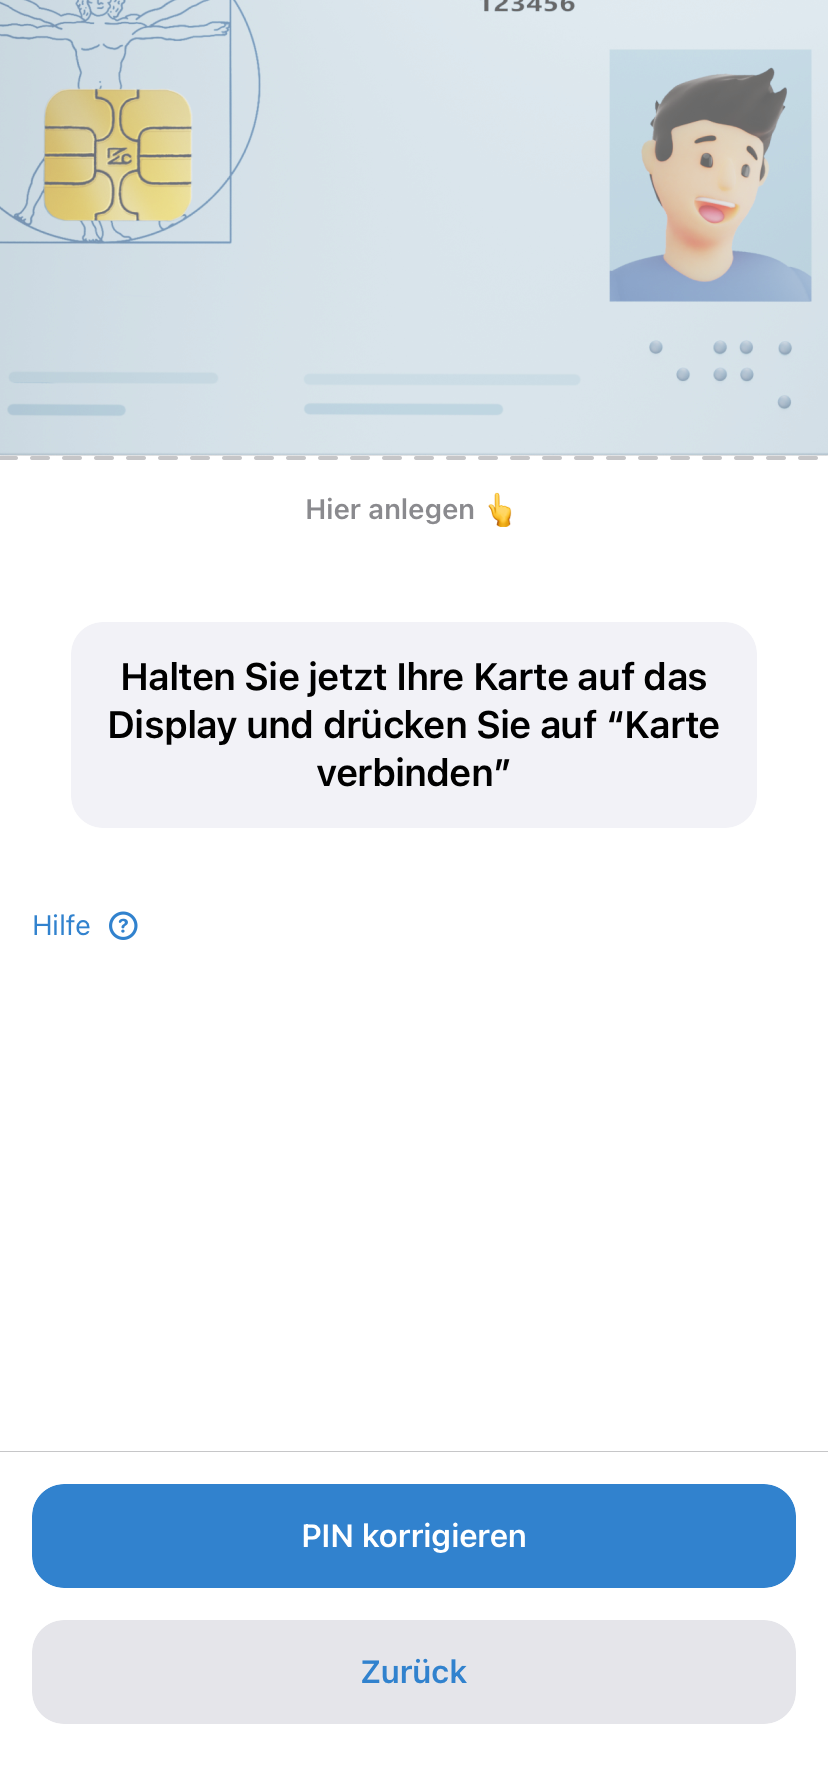 123456
Hier anlegen 👆
Halten Sie jetzt Ihre Karte auf das
Display und drücken Sie auf “Karte
verbinden”
Hilfe ?
PIN korrigieren
Zurück